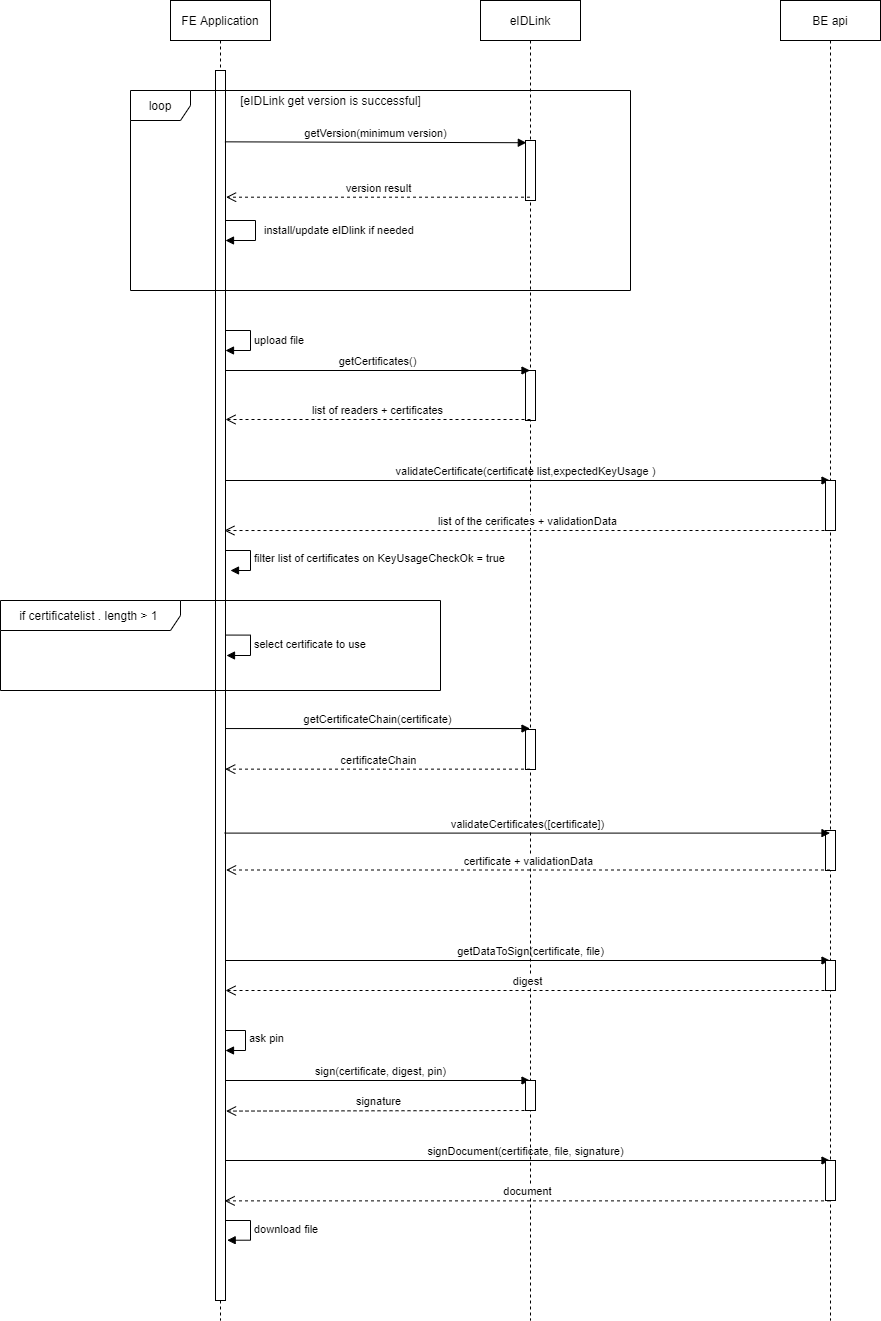 FE Application
eIDLink
BE api
loop
[eIDLink get version is successful]
getVersion(minimum version)
version result
install/update eIDlink if needed
upload file
getCertificates()
list of readers + certificates
validateCertificate(certificate list,expectedKeyUsage )
list of the cerificates + validationData
filter list of certificates on KeyUsageCheckOk = true
if certificatelist . length > 1
select certificate to use
getCertificateChain(certificate)
certificateChain
validateCertificates([certificate])
certificate + validationData
getDataToSign(certificate, file)
digest
ask pin
sign(certificate, digest, pin)
signature
signDocument(certificate, file, signature)
document
download file